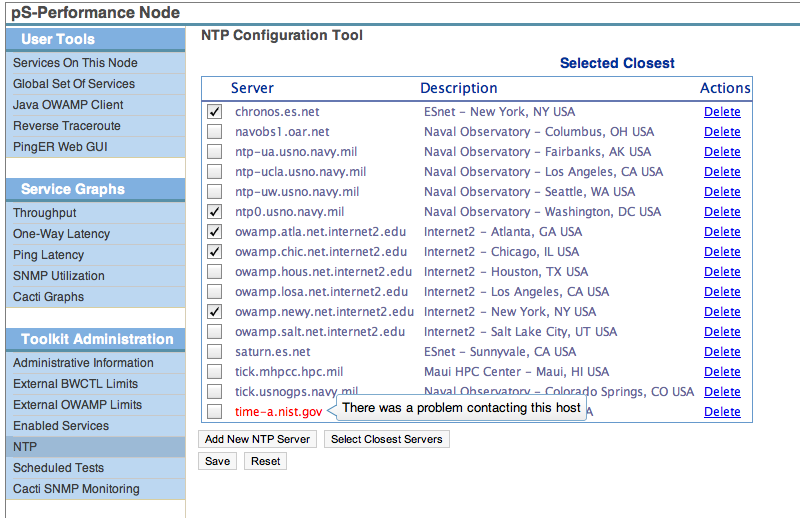 pS-Performance Node
User Tools
Services On This Node
Global Set Of Services
Java OWAMP Client
Reverse Traceroute
PingER Web GUI
Service Graphs
Throughput
One-Way Latency
Ping Latency
SNMP Utilization
Cacti Graphs
Toolkit Administration
Administrative Information
External BWCTL Limits
External OWAMP Limits
Enabled Services
NTP
Scheduled Tests
Cacti SNMP Monitoring
NTP Configuration Tool
Selected Closest
Server Description Actions
chronos.es.net ESnet - New York, NY USA Delete
navobs1.oar.net Naval Observatory - Columbus, OH USA Delete
ntp-ua.usno.navy.mil Naval Observatory - Fairbanks, AK USA Delete
ntp-ucla.usno.navy.mil Naval Observatory - Los Angeles, CA USA Delete
ntp-uw.usno.navy.mil Naval Observatory - Seattle, WA USA Delete
ntp0.usno.navy.mil Naval Observatory - Washington, DC USA Delete
owamp.atla.net.internet2.edu Internet2 - Atlanta, GA USA Delete
owamp.chic.net.internet2.edu Internet2 - Chicago, IL USA Delete
owamp.hous.net.internet2.edu Internet2 - Houston, TX USA Delete
owamp.losa.net.internet2.edu Internet2 - Los Angeles, CA USA Delete
owamp.newy.net.internet2.edu Internet2 - New York, NY USA Delete
owamp.salt.net.internet2.edu Internet2 - Salt Lake City, UT USA Delete
saturn.es.net ESnet - Sunnyvale, CA USA Delete
tick.mhpcc.hpc.mil Maui HPC Center - Maui, HI USA Delete
tick.usnogps.navy.mil Naval Observatory - Colorado Springs, CO USA Delete
time-a.nist.gov There was a problem contacting this host Delete
Add New NTP Server Select Closest Servers
Save Reset